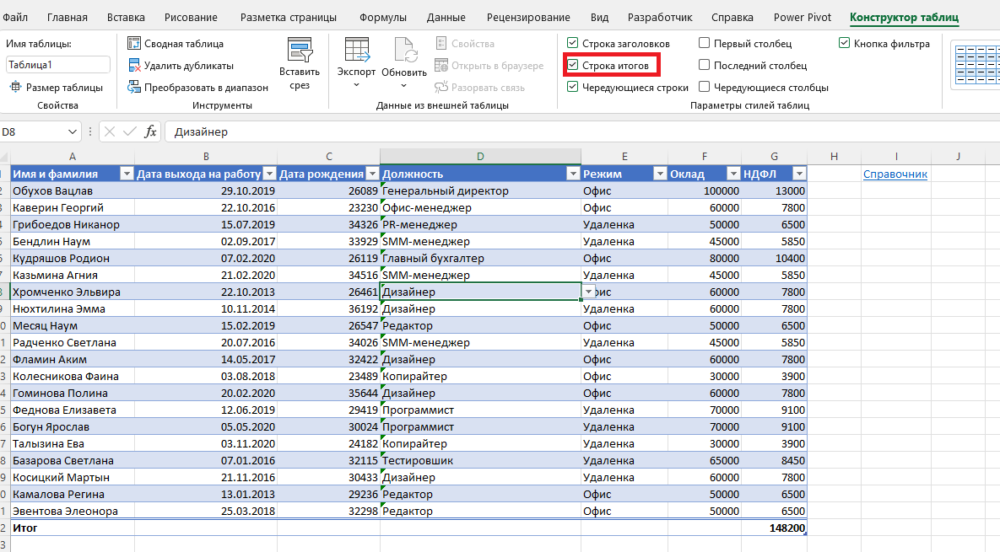 Файл Главная Вставка Рисование Разметка страницы Формулы Данные Рецензирование Вид Разработчик Справка Power Pivot Конструктор таблиц
Имя таблицы:
Таблица1
Размер таблицы
Свойства
Сводная таблица
Удалить дубликаты
Преобразовать в диапазон
Вставить срез
Инструменты
Экспорт
Обновить
Свойства
Открыть в браузере
Разорвать связь
Данные из внешней таблицы
Строка заголовков
Строка итогов
Чередующиеся строки
Первый столбец
Последний столбец
Чередующиеся столбцы
Кнопка фильтра
Параметры стилей таблиц
D8 fx Дизайнер
A B C D E F G H I J
Имя и фамилия Дата выхода на работу Дата рождения Должность Режим Оклад НДФЛ Справочник
2 Обухов Вацлав 29.10.2019 26089 Генеральный директор Офис 100000 13000
3 Каверин Георгий 22.10.2016 23230 Офис-менеджер Офис 60000 7800
4 Грибоедов Никанор 15.07.2019 34326 PR-менеджер Удаленка 50000 6500
5 Бендлин Наум 02.09.2017 33929 SMM-менеджер Удаленка 45000 5850
Кудряшов Родион 07.02.2020 26119 Главный бухгалтер Офис 80000 10400
7 Казьмина Агния 21.02.2020 34516 SMM-менеджер Удаленка 45000 5850
8 Хромченко Эльвира 22.10.2013 26461 Дизайнер рис 60000 7800
9 Нюхтилина Эмма 10.11.2014 36192 Дизайнер Удаленка 60000 7800
0 Месяц Наум 15.02.2019 26547 Редактор Офис 50000 6500
1 Радченко Светлана 20.07.2016 34026 SMM-менеджер Удаленка 45000 5850
2 Фламин Аким 14.05.2017 32422 Дизайнер Офис 60000 7800
3 Колесникова Фаина 03.08.2018 23489 Копирайтер Офис 30000 3900
4 Гоминова Полина 20.02.2020 35644 Дизайнер Офис 60000 7800
5 Феднова Елизавета 12.06.2019 29419 Программист Удаленка 70000 9100
6 Богун Ярослав 05.05.2020 30024 Программист Удаленка 70000 9100
7 Талызина Ева 03.11.2020 24182 Копирайтер Удаленка 30000 3900
8 Базарова Светлана 07.01.2016 32115 Тестировшик Удаленка 65000 8450
9 Косицкий Мартын 21.11.2016 30433 Дизайнер Удаленка 60000 7800
0 Камалова Регина 13.01.2013 29236 Редактор Офис 50000 6500
1 Эвентова Элеонора 25.03.2018 32298 Редактор Офис 50000 6500
2 Итог 148200
3